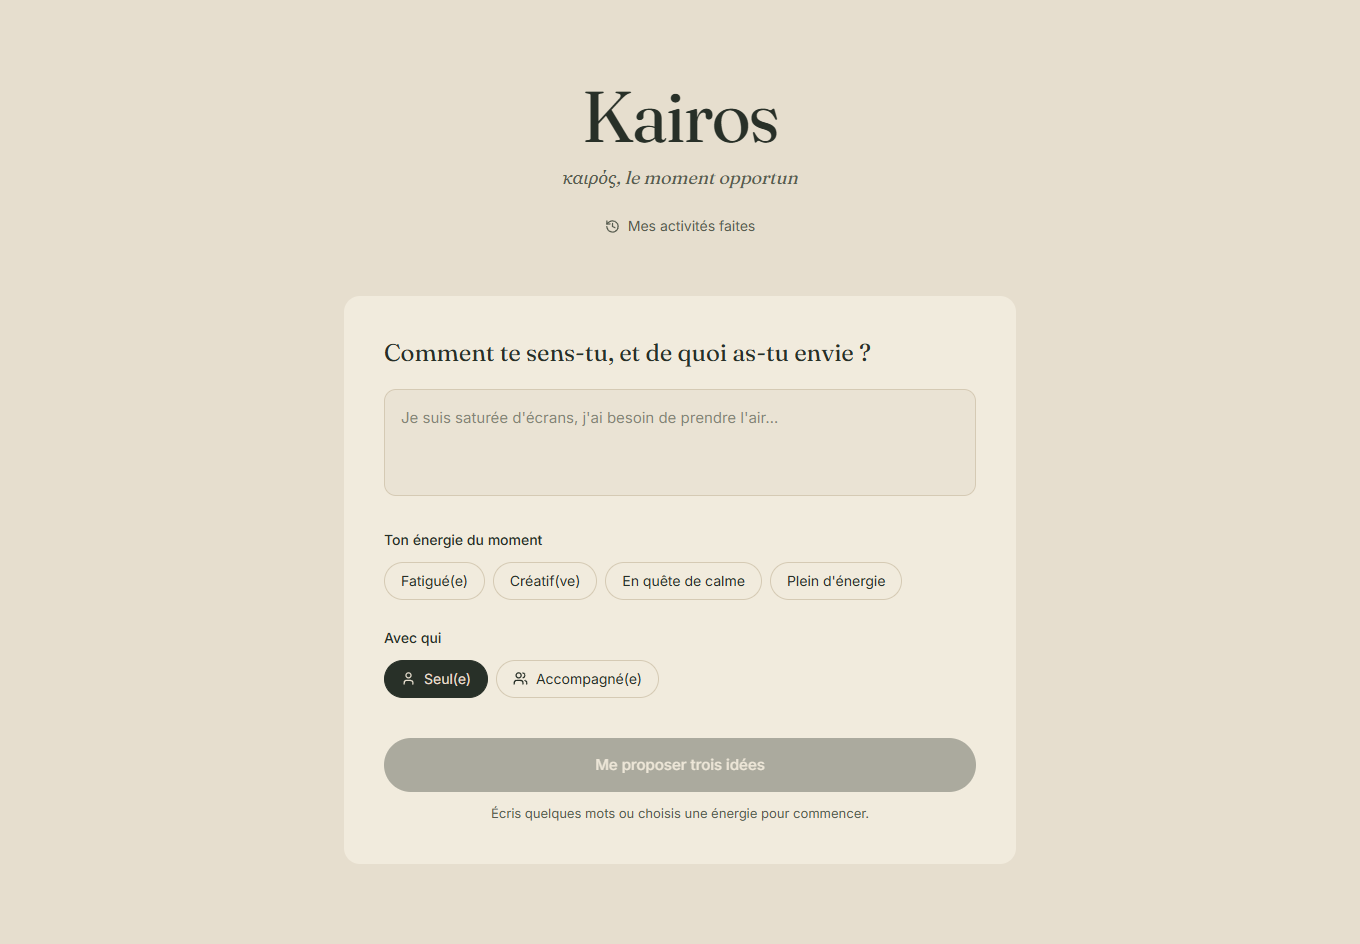 Kairos
καιρός, le moment opportun
Mes activités faites
Comment te sens-tu, et de quoi as-tu envie ?
Je suis saturée d'écrans, j'ai besoin de prendre l'air...
Ton énergie du moment
Fatigué(e) Créatif(ve) En quête de calme Plein d'énergie
Avec qui
Seul(e) Accompagné(e)
Me proposer trois idées
Écris quelques mots ou choisis une énergie pour commencer.